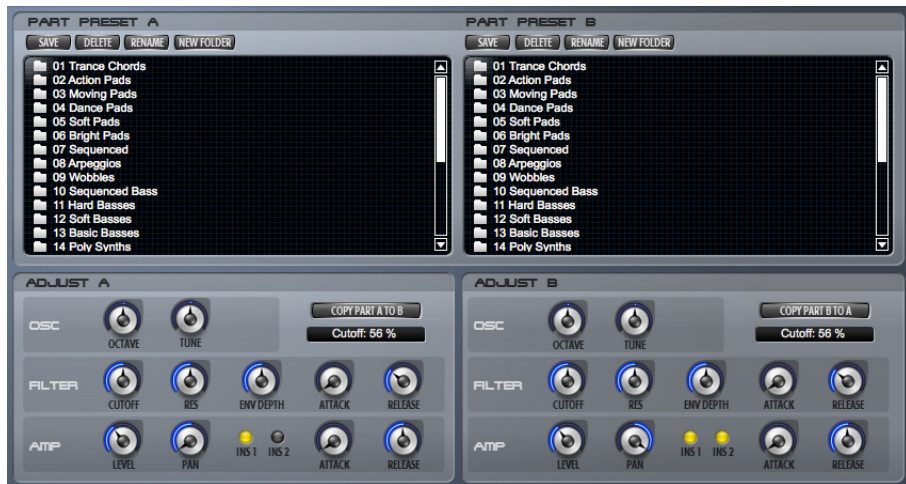 PART PRESET A
SAVE DELETE RENAME NEW FOLDER
01 Trance Chords
02 Action Pads
03 Moving Pads
04 Dance Pads
05 Soft Pads
06 Bright Pads
07 Sequenced
08 Arpeggios
09 Wobbles
10 Sequenced Bass
11 Hard Basses
12 Soft Basses
13 Basic Basses
14 Poly Synths
PART PRESET B
SAVE DELETE RENAME NEW FOLDER
01 Trance Chords
02 Action Pads
03 Moving Pads
04 Dance Pads
05 Soft Pads
06 Bright Pads
07 Sequenced
08 Arpeggios
09 Wobbles
10 Sequenced Bass
11 Hard Basses
12 Soft Basses
13 Basic Basses
14 Poly Synths
ADJUST A
OSC
OCTAVE TUNE
COPY PART A TO B
Cutoff: 56 %
FILTER
CUTOFF RES ENV DEPTH ATTACK RELEASE
AMP
LEVEL PAN INS 1 INS 2 ATTACK RELEASE
ADJUST B
OSC
OCTAVE TUNE
COPY PART B TO A
Cutoff: 56 %
FILTER
CUTOFF RES ENV DEPTH ATTACK RELEASE
AMP
LEVEL PAN INS 1 INS 2 ATTACK RELEASE